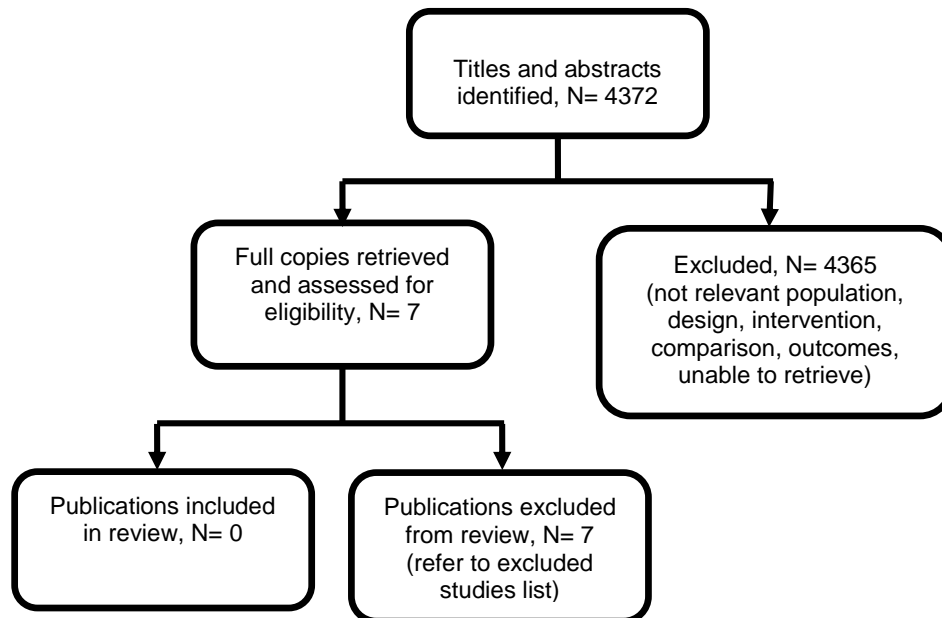 Titles and abstracts
identified, N= 4372
Full copies retrieved
and assessed for
eligibility, N= 7
Excluded, N= 4365
(not relevant population,
design, intervention,
comparison, outcomes,
unable to retrieve)
Publications included
in review, N= 0
Publications excluded
from review, N= 7
(refer to excluded
studies list)